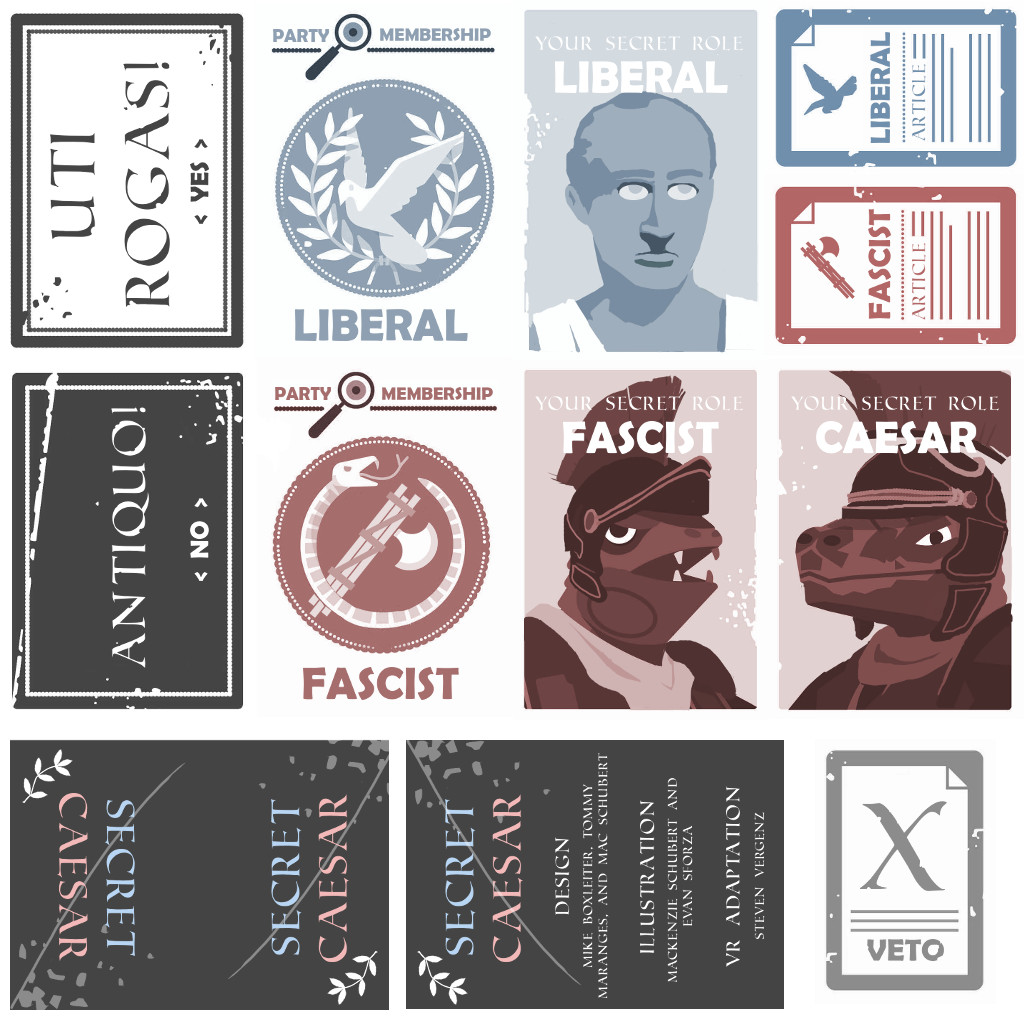 UTI
ROGAS!
< YES >
PARTY MEMBERSHIP
LIBERAL
YOUR SECRET ROLE
LIBERAL
LIBERAL
ARTICLE
FASCIST
ARTICLE
ANTIQUO!
< NO >
PARTY MEMBERSHIP
FASCIST
YOUR SECRET ROLE
FASCIST
YOUR SECRET ROLE
CAESAR
SECRET
CAESAR
SECRET
CAESAR
SECRET
CAESAR
DESIGN
MIKE BOXLEITER, TOMMY
MARANGES, AND MAC SCHUBERT
ILLUSTRATION
MACKENZIE SCHUBERT AND
EVAN SFORZA
VR ADAPTATION
STEVEN VERGENZ
X
VETO